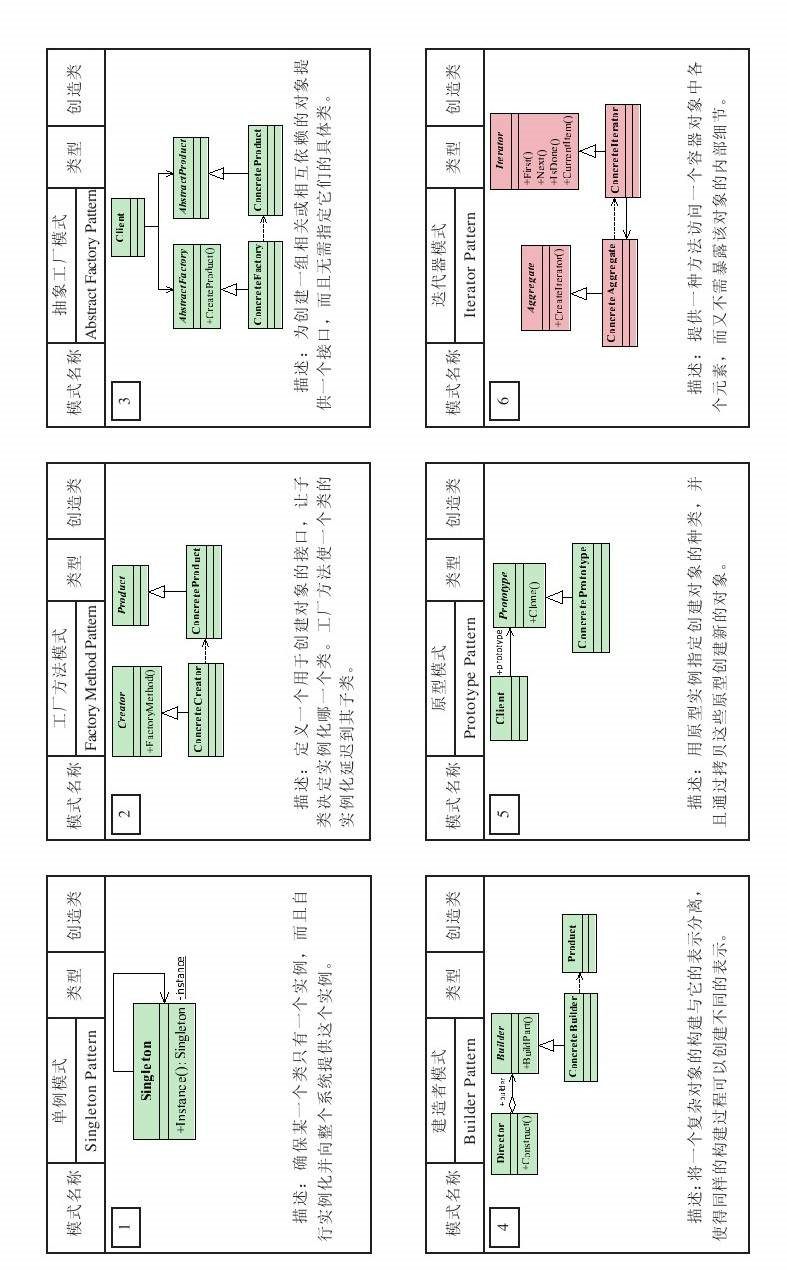 模式名称 单例模式 类型 创造类
Singleton Pattern
1
Singleton
+Instance() : Singleton
-instance
描述：确保某一个类只有一个实例，而且自
行实例化并向整个系统提供这个实例。
模式名称 工厂方法模式 类型 创造类
Factory Method Pattern
2
Creator
+FactoryMethod()
Product
ConcreteCreator
ConcreteProduct
描述：定义一个用于创建对象的接口，让子
类决定实例化哪一个类。工厂方法使一个类的
实例化延迟到其子类。
模式名称 抽象工厂模式 类型 创造类
Abstract Factory Pattern
3
Client
AbstractFactory
+CreateProduct()
AbstractProduct
ConcreteFactory
ConcreteProduct
描述：为创建一组相关或相互依赖的对象提
供一个接口，而且无需指定它们的具体类。
模式名称 建造者模式 类型 创造类
Builder Pattern
4
Director
+Construct()
+builder
Builder
+BuildPart()
ConcreteBuilder
Product
描述：将一个复杂对象的构建与它的表示分离，
使得同样的构建过程可以创建不同的表示。
模式名称 原型模式 类型 创造类
Prototype Pattern
5
Client
+prototype
Prototype
+Clone()
ConcretePrototype
描述：用原型实例指定创建对象的种类，并
且通过拷贝这些原型创建新的对象。
模式名称 迭代器模式 类型 创造类
Iterator Pattern
6
Aggregate
+CreateIterator()
Iterator
+First()
+Next()
+IsDone()
+CurrentItem()
ConcreteAggregate
ConcreteIterator
描述：提供一种方法访问一个容器对象中各
个元素，而又不需暴露该对象的内部细节。